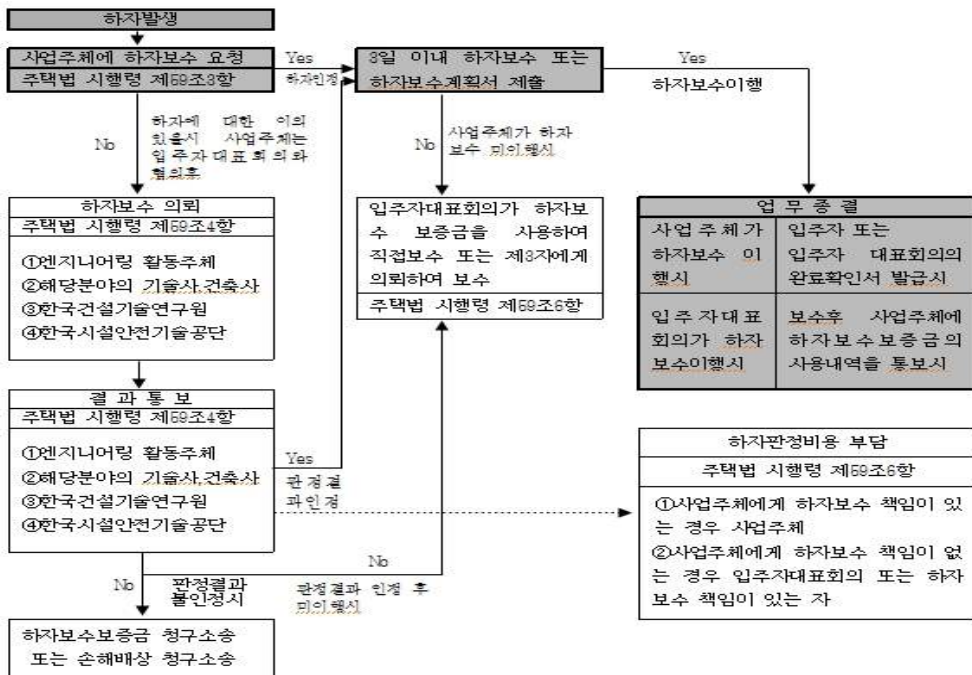 하자발생
사업주체에 하자보수 요청
주택법 시행령 제59조3항
Yes
하자인정
3일 이내 하자보수 또는
하자보수계획서 제출
Yes
하자보수이행
No
하자에 대한 이의
있을시 사업주체는
입주자대표회의와
협의후
No
사업주체가 하자
보수 미이행시
하자보수 의뢰
주택법 시행령 제59조4항
①엔지니어링 활동주체
②해당분야의 기술사,건축사
③한국건설기술연구원
④한국시설안전기술공단
입주자대표회의가 하자보
수 보증금을 사용하여
직접보수 또는 제3자에게
의뢰하여 보수
주택법 시행령 제59조6항
업 무 종 결
사업주체가
하자보수 이
행시
입주자 또는
입주자 대표회의의
완료확인서 발급시
입주자대표
회의가 하자
보수이행시
보수후 사업주체에
하자보수보증금의
사용내역을 통보시
결 과 통 보
주택법 시행령 제59조4항
①엔지니어링 활동주체
②해당분야의 기술사,건축사
③한국건설기술연구원
④한국시설안전기술공단
Yes
판정결
과인정
하자판정비용 부담
주택법 시행령 제59조6항
①사업주체에게 하자보수 책임이 있
는 경우 사업주체
②사업주체에게 하자보수 책임이 없
는 경우 입주자대표회의 또는 하자
보수 책임이 있는 자
No
판정결과
불인정시
No
판정결과 인정 후
미이행시
하자보수보증금 청구소송
또는 손해배상 청구소송